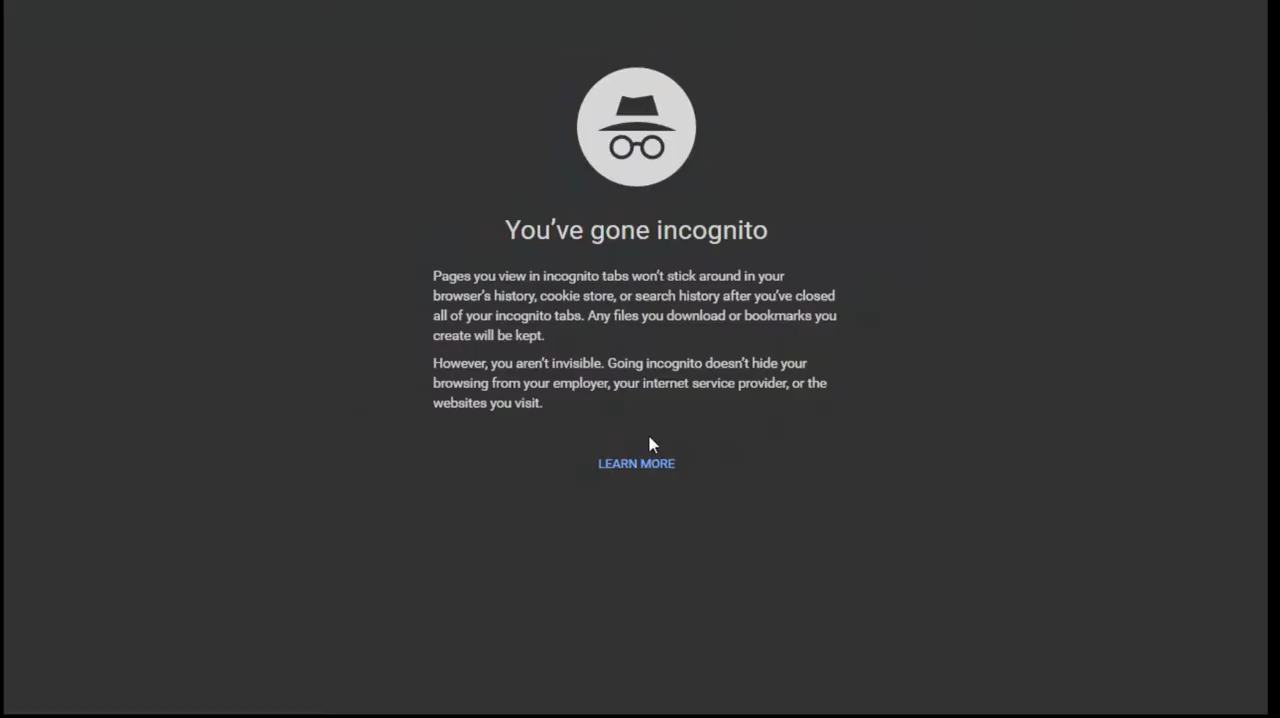 You've gone incognito
Pages you view in incognito tabs won't stick around in your
browser's history, cookie store, or search history after you've closed
all of your incognito tabs. Any files you download or bookmarks you
create will be kept.
However, you aren't invisible. Going incognito doesn't hide your
browsing from your employer, your internet service provider, or the
websites you visit.
LEARN MORE